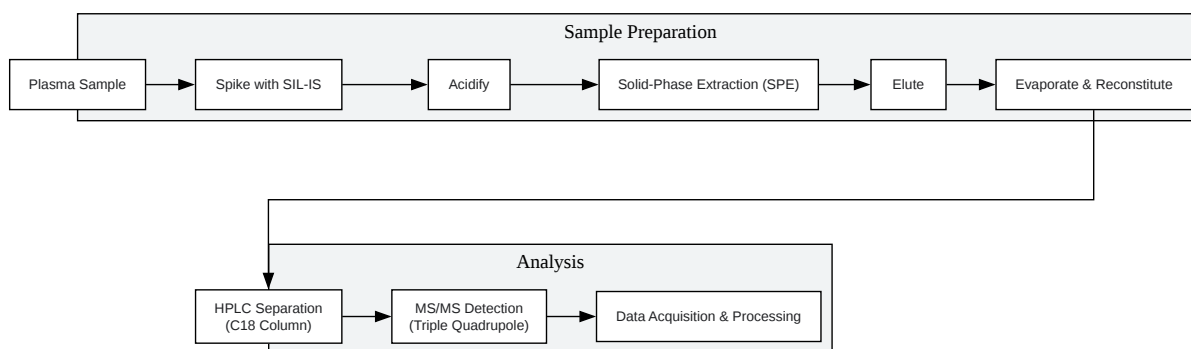 Sample Preparation
Plasma Sample
Spike with SIL-IS
Acidify
Solid-Phase Extraction (SPE)
Elute
Evaporate & Reconstitute
Analysis
HPLC Separation
(C18 Column)
MS/MS Detection
(Triple Quadrupole)
Data Acquisition & Processing